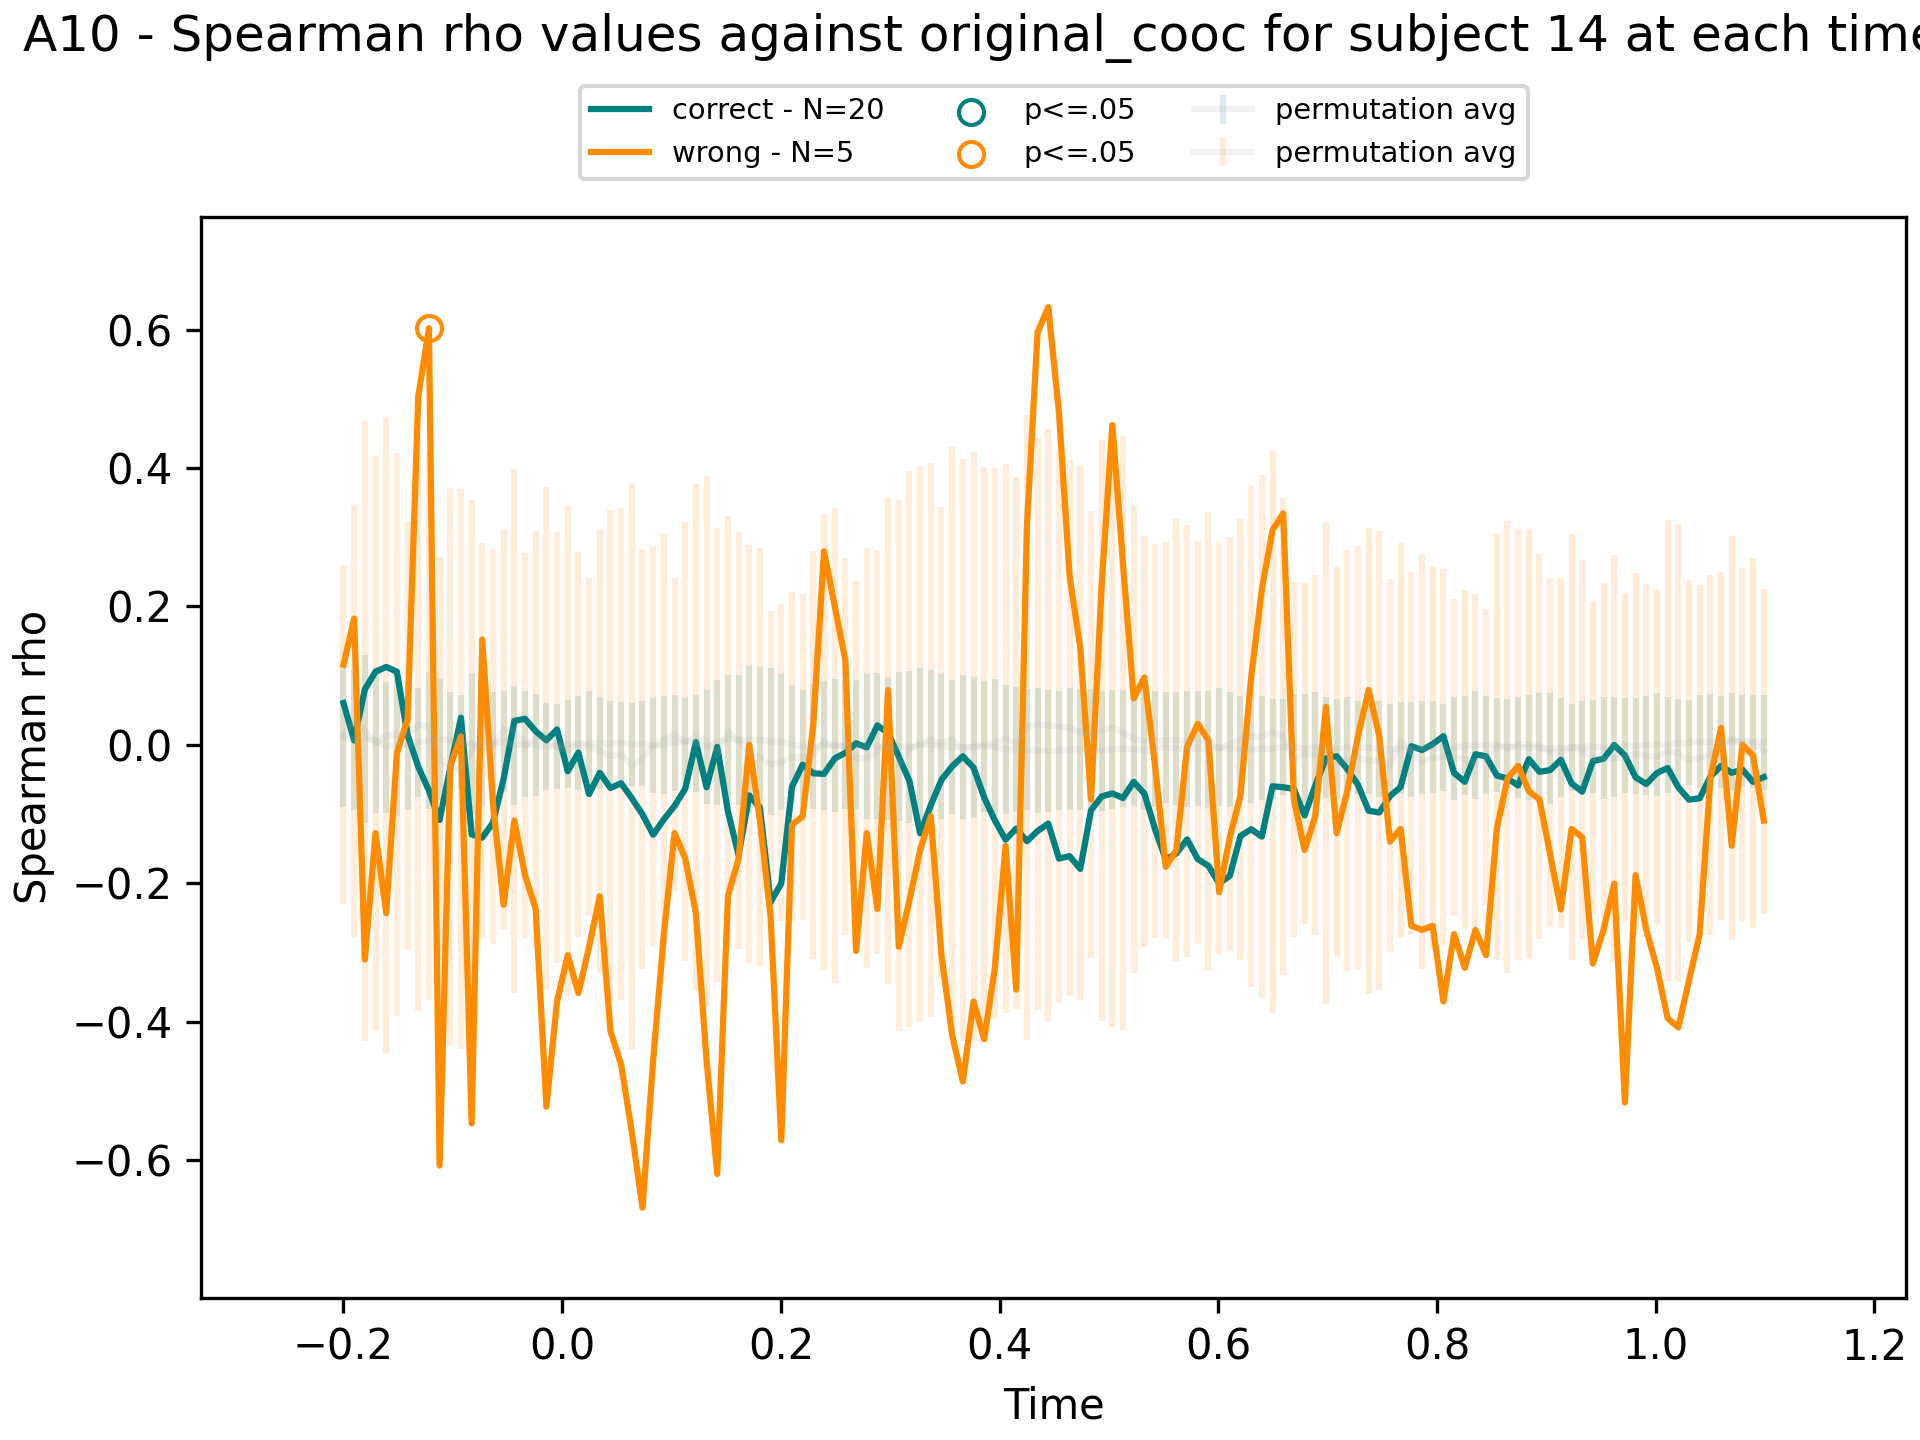 A10 - Spearman rho values against original_cooc for subject 14 at each time
correct - N=20
wrong - N=5
p<=.05
p<=.05
permutation avg
permutation avg
Spearman rho
0.6
0.4
0.2
0.0
−0.2
−0.4
−0.6
−0.2
0.0
0.2
0.4
0.6
0.8
1.0
1.2
Time